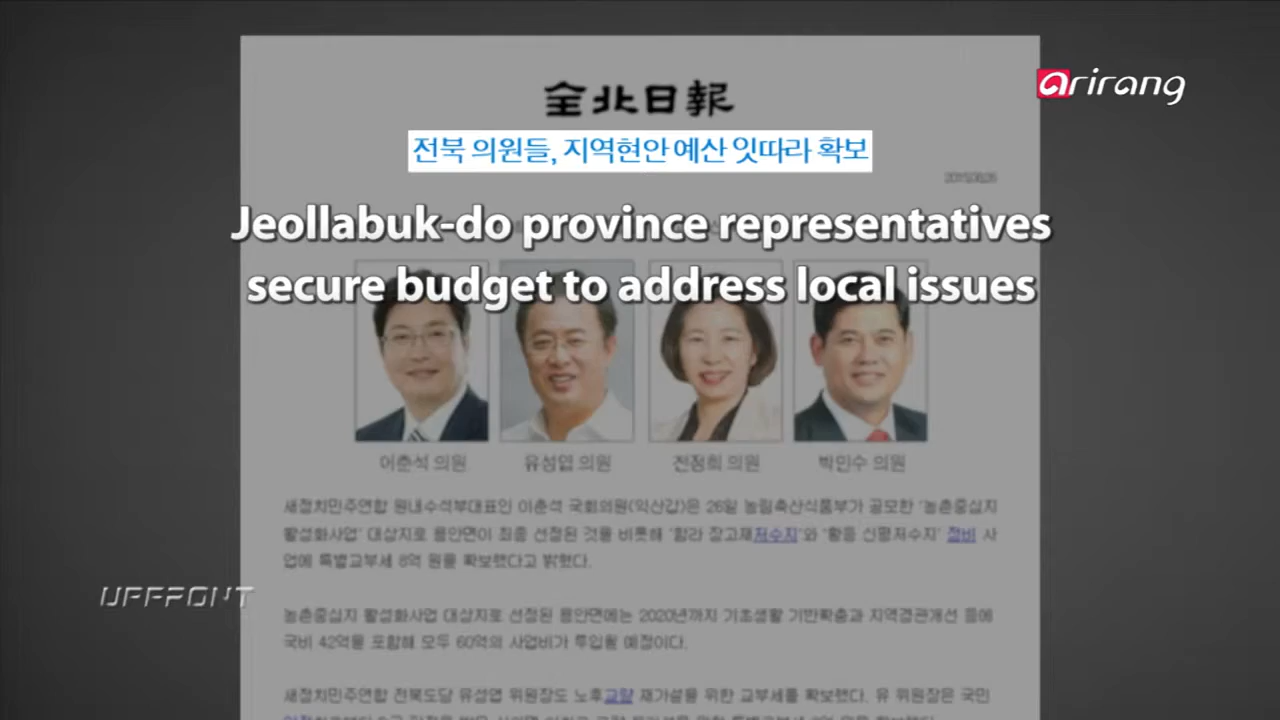 arirang
全北日報
전북 의원들, 지역현안 예산 잇따라 확보
Jeollabuk-do province representatives
secure budget to address local issues
이춘석 의원 유성엽 의원 전정희 의원 박민수 의원
새정치민주연합 원내수석부대표인 이춘석 국회의원(익산갑)은 26일 농림축산식품부가 공모한 '농촌중심지
활성화사업' 대상지로 용안면이 최종 선정된 것을 비롯해 '함라 장고재저수지'와 '황등 신평저수지' 정비 사
업에 특별교부세 8억 원을 확보했다고 밝혔다.
UPFRONT
농촌중심지 활성화사업 대상지로 선정된 용안면에는 2020년까지 기초생활 기반확충과 지역경관개선 등에
국비 42억을 포함해 모두 60억의 사업비가 투입될 예정이다.
새정치민주연합 전북도당 유성엽 위원장도 노후교량 재가설을 위한 교부세를 확보했다. 유 위원장은 국민